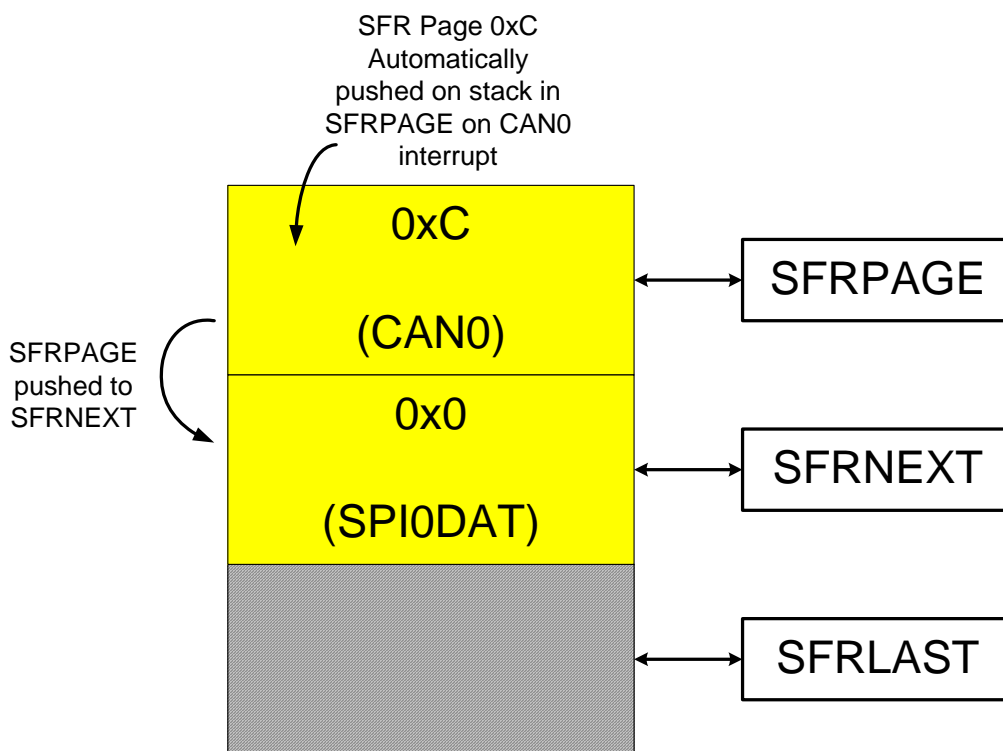 SFR Page 0xC
Automatically
pushed on stack in
SFRPAGE on CAN0
interrupt
0xC
(CAN0)
SFRPAGE
SFRPAGE
pushed to
SFRNEXT
0x0
(SPI0DAT)
SFRNEXT
SFRLAST